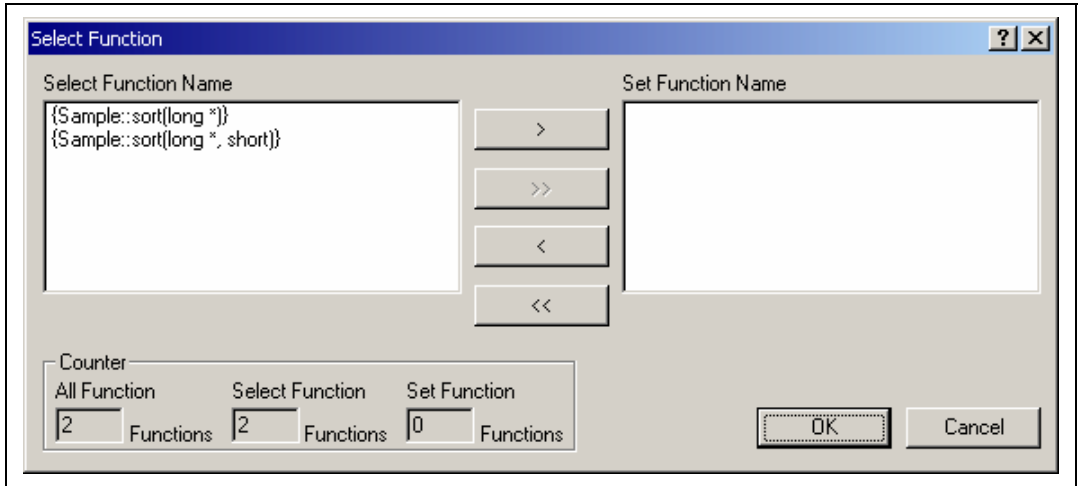 Select Function
Select Function Name
{Sample::sort(long *)}
{Sample::sort(long *, short)}
>
>>
<
<<
Set Function Name
Counter
All Function
2 Functions
Select Function
2 Functions
Set Function
0 Functions
OK
Cancel